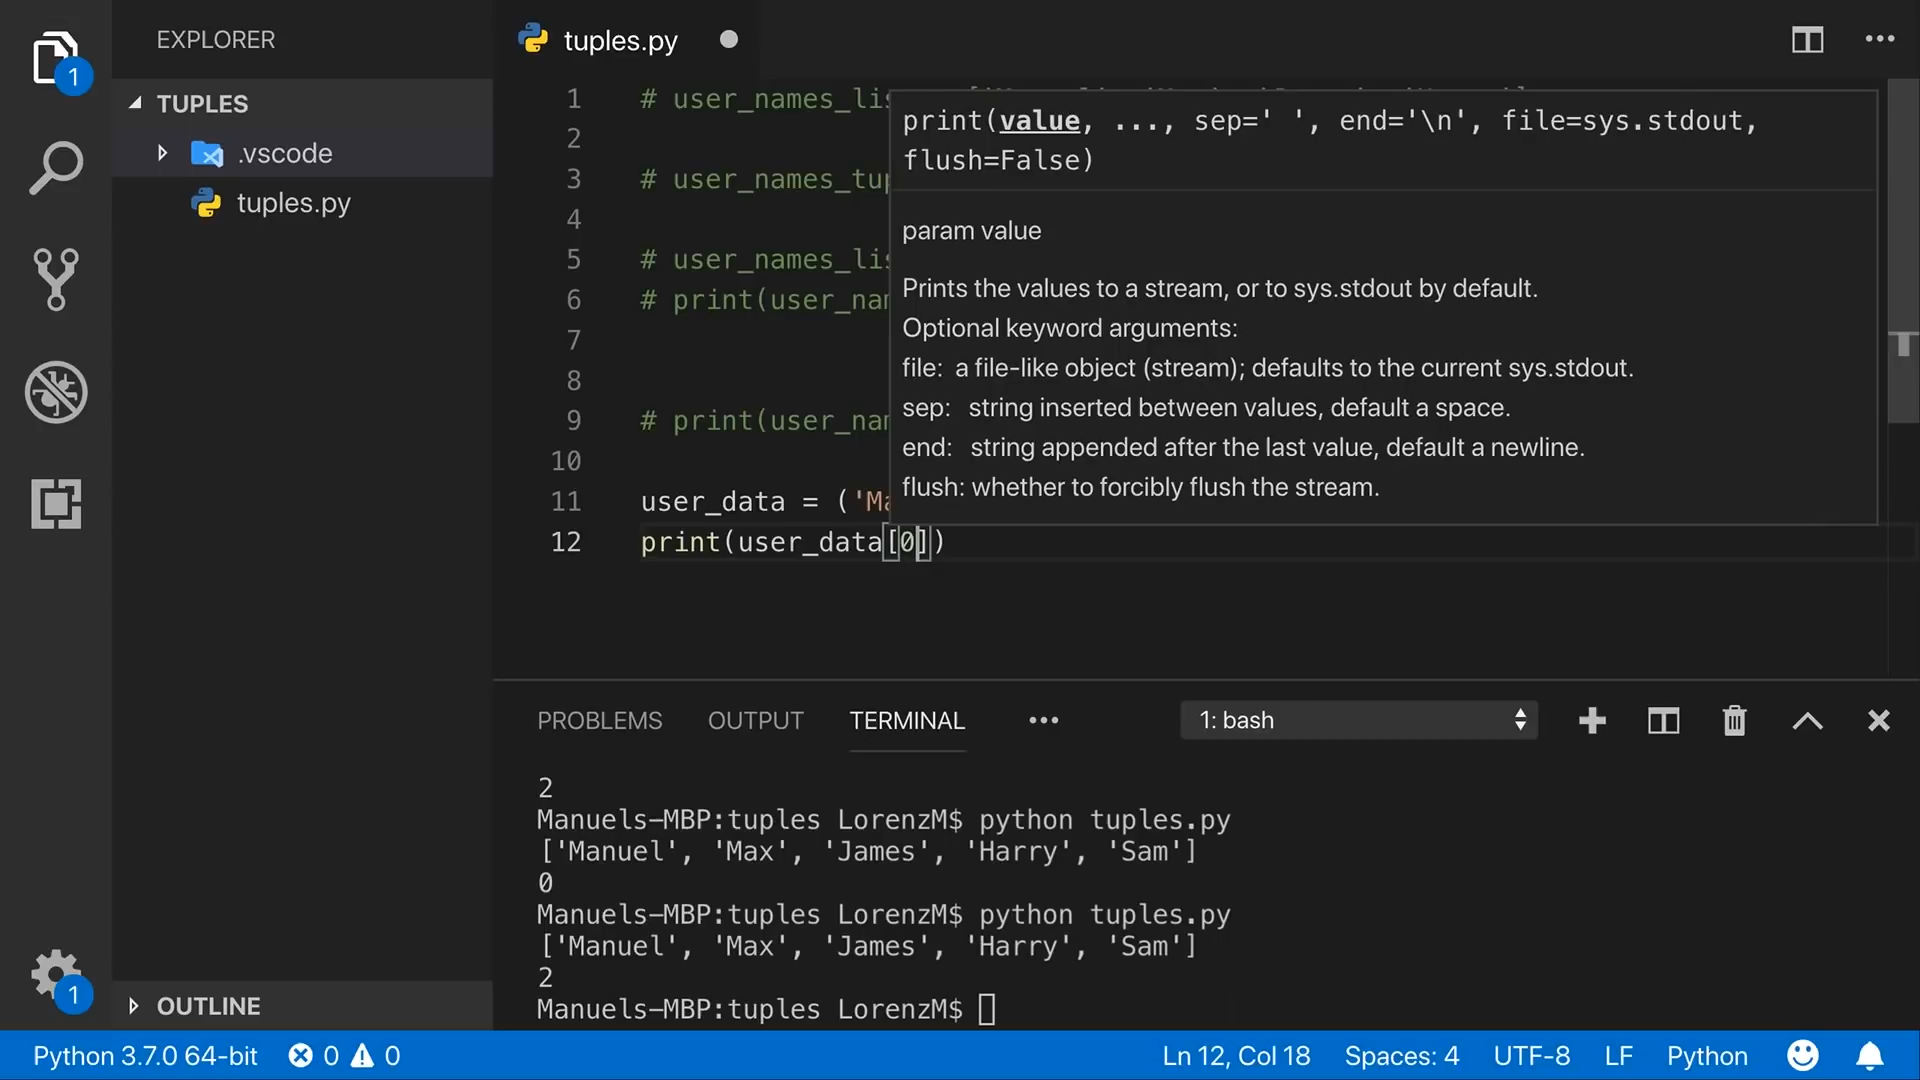 EXPLORER
TUPLES
.vscode
tuples.py
OUTLINE
1
1
tuples.py
1 # user_names_lis
2
3 # user_names_tup
4
5 # user_names_lis
6 # print(user_nam
7
8
9 # print(user_nam
10
11 user_data = ('Ma
12 print(user_data[0])
print(value, ..., sep=' ', end='\n', file=sys.stdout,
flush=False)
param value
Prints the values to a stream, or to sys.stdout by default.
Optional keyword arguments:
file: a file-like object (stream); defaults to the current sys.stdout.
sep: string inserted between values, default a space.
end: string appended after the last value, default a newline.
flush: whether to forcibly flush the stream.
PROBLEMS OUTPUT TERMINAL 1: bash
2
Manuels-MBP:tuples LorenzM$ python tuples.py
['Manuel', 'Max', 'James', 'Harry', 'Sam']
0
Manuels-MBP:tuples LorenzM$ python tuples.py
['Manuel', 'Max', 'James', 'Harry', 'Sam']
2
Manuels-MBP:tuples LorenzM$
Python 3.7.0 64-bit 0 0 Ln 12, Col 18 Spaces: 4 UTF-8 LF Python